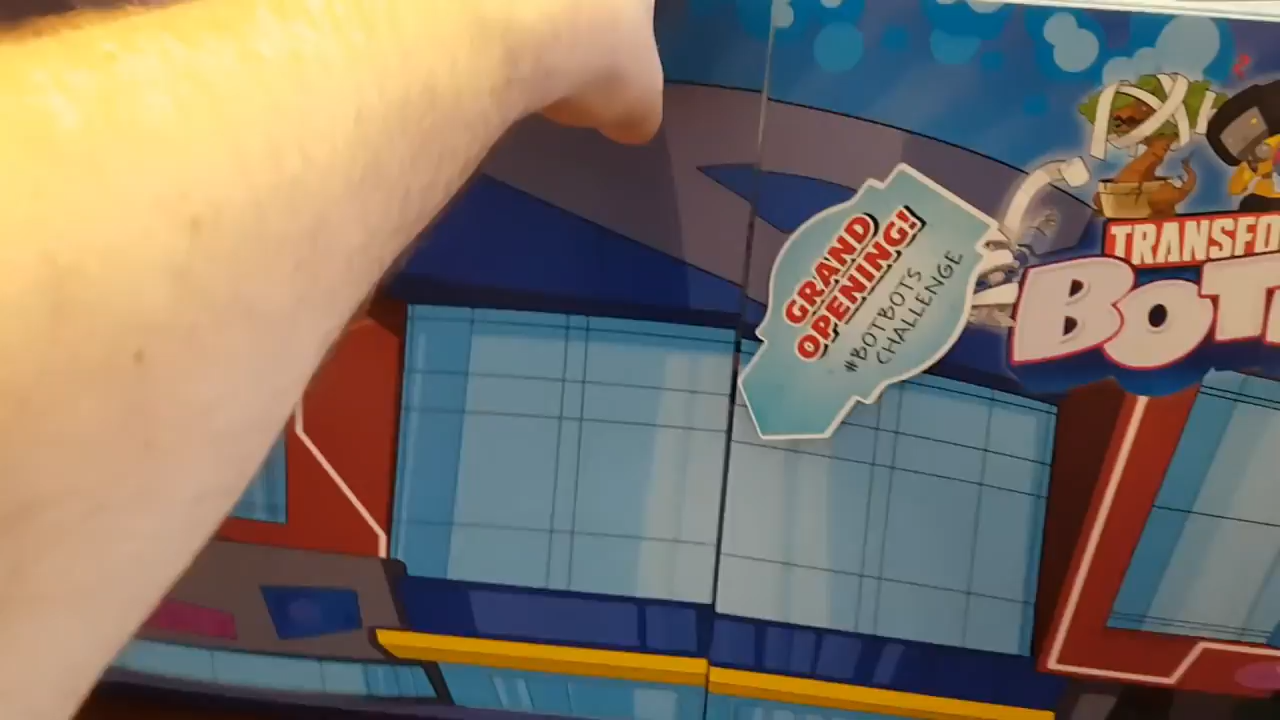 GRAND
OPENING!
#BOTBOTS
CHALLENGE
TRANSFO
BOT